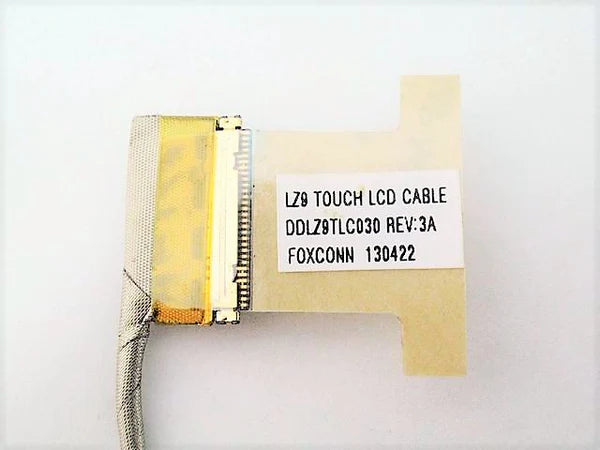 LZ9 TOUCH LCD CABLE
DDLZ9TLC030 REV:3A
FOXCONN 130422